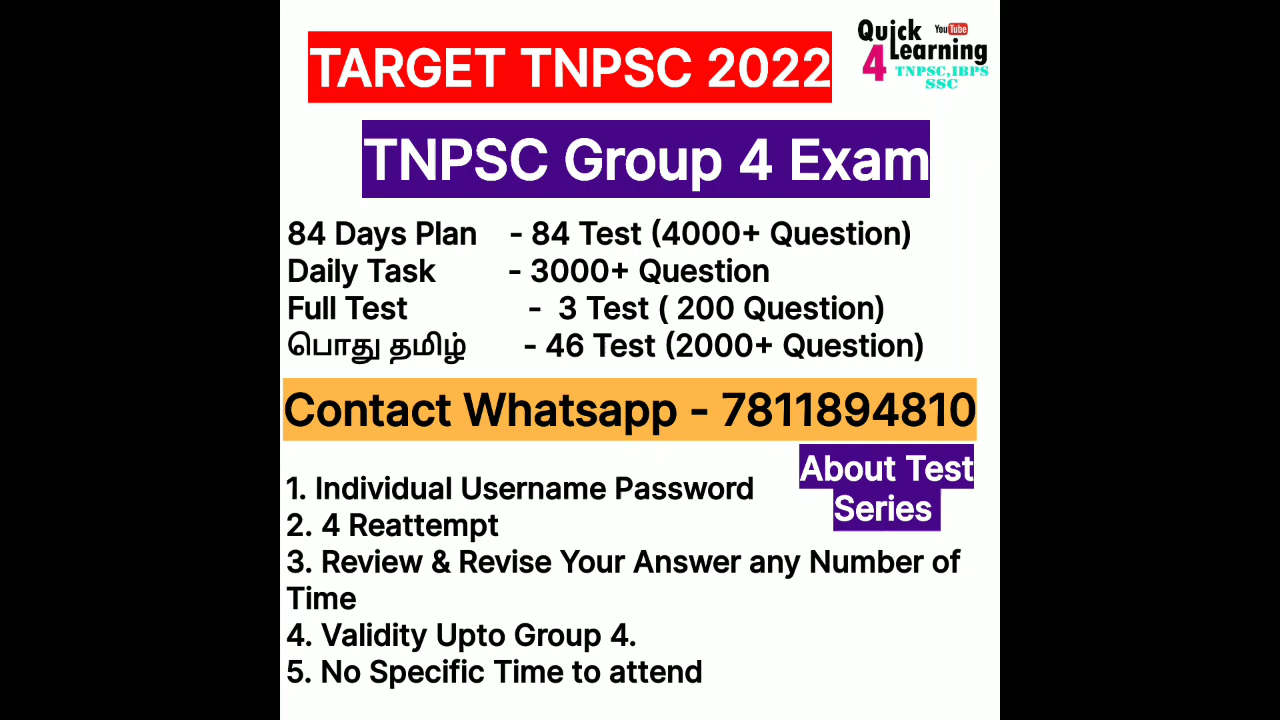 TARGET TNPSC 2022
Quick
YouTube
4 Learning
TNPSC,IBPS
SSC
TNPSC Group 4 Exam
84 Days Plan - 84 Test (4000+ Question)
Daily Task - 3000+ Question
Full Test - 3 Test ( 200 Question)
பொது தமிழ் - 46 Test (2000+ Question)
Contact Whatsapp - 7811894810
About Test
Series
1. Individual Username Password
2. 4 Reattempt
3. Review & Revise Your Answer any Number of
Time
4. Validity Upto Group 4.
5. No Specific Time to attend